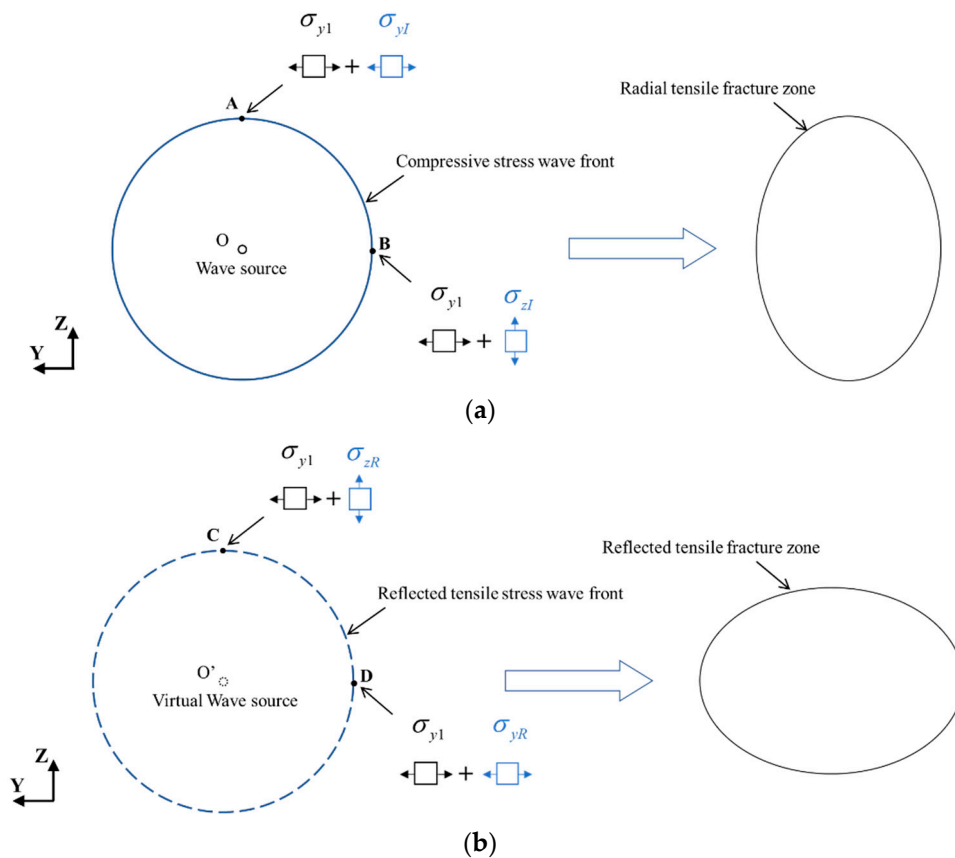 σy1 σyI
+
A
Radial tensile fracture zone
Compressive stress wave front
O
B
Wave source
σy1 σzI
+
Z
Y
(a)
σy1 σzR
+
C
Reflected tensile fracture zone
Reflected tensile stress wave front
O'
D
Virtual Wave source
σy1 σyR
+
Z
Y
(b)